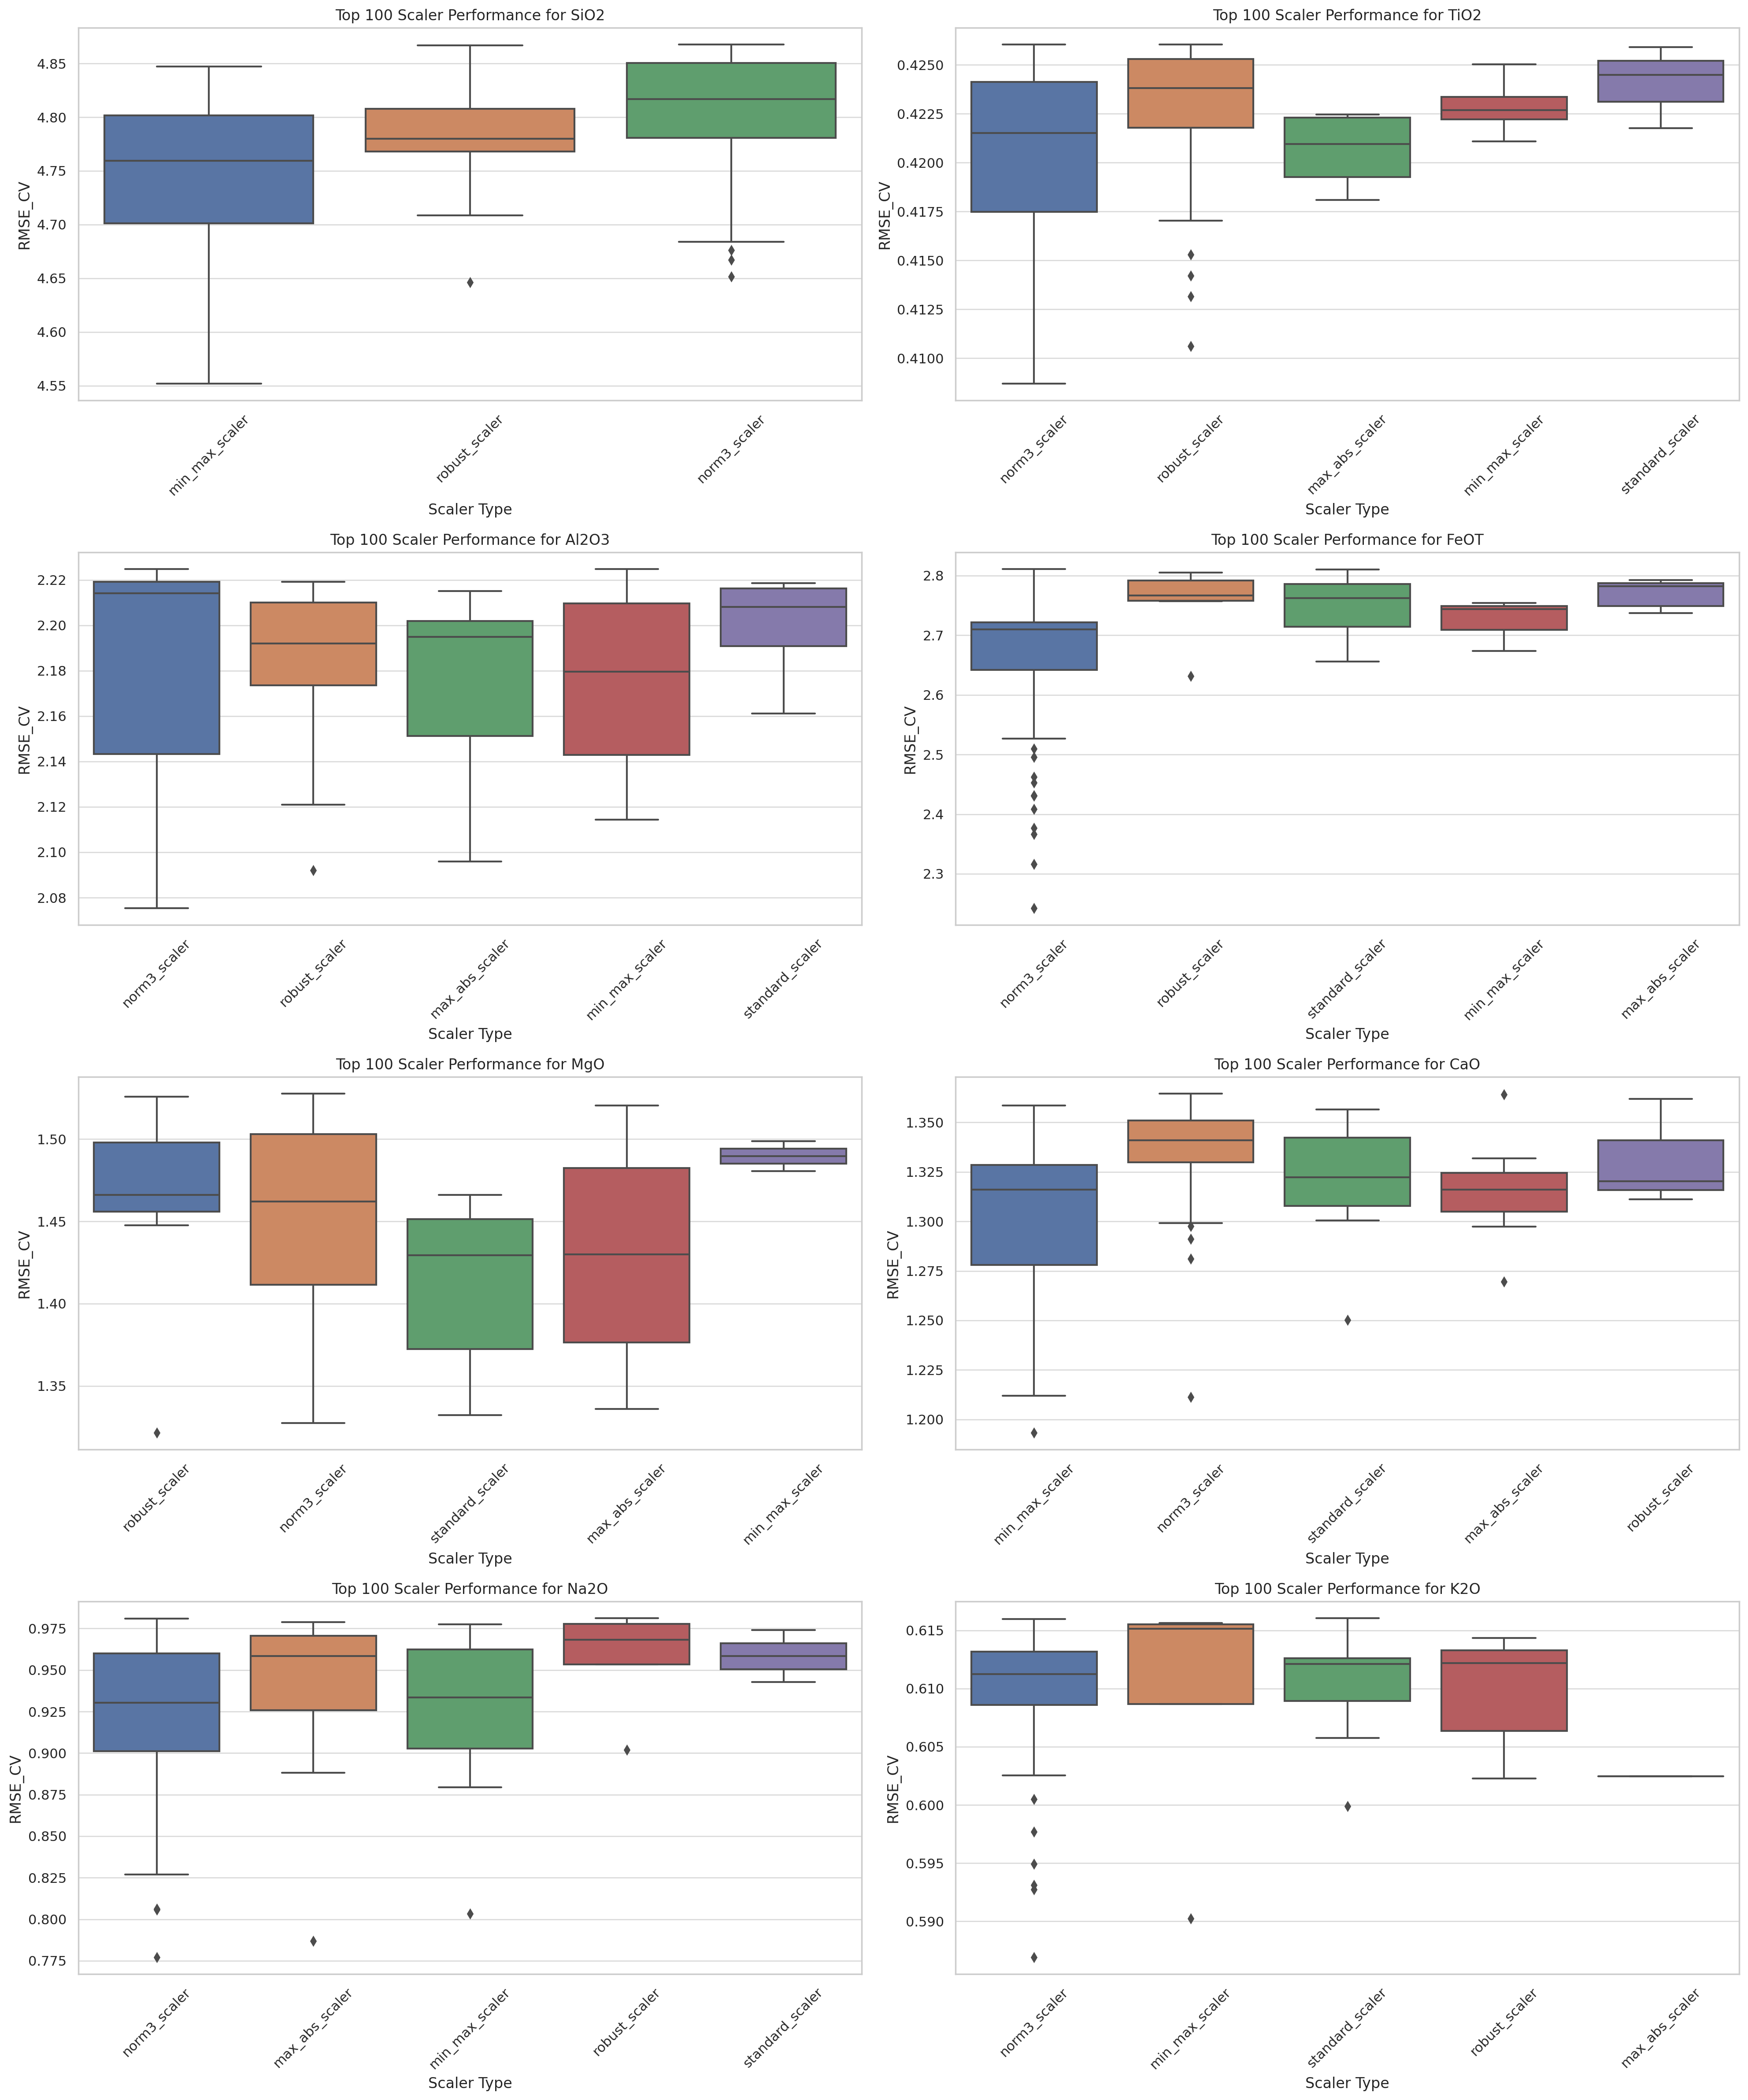 Top 100 Scaler Performance for SiO2
RMSE_CV
4.85
4.80
4.75
4.70
4.65
4.60
4.55
min_max_scaler
robust_scaler
norm3_scaler
Scaler Type
Top 100 Scaler Performance for TiO2
RMSE_CV
0.4250
0.4225
0.4200
0.4175
0.4150
0.4125
0.4100
norm3_scaler
robust_scaler
max_abs_scaler
min_max_scaler
standard_scaler
Scaler Type
Top 100 Scaler Performance for Al2O3
RMSE_CV
2.22
2.20
2.18
2.16
2.14
2.12
2.10
2.08
norm3_scaler
robust_scaler
max_abs_scaler
min_max_scaler
standard_scaler
Scaler Type
Top 100 Scaler Performance for FeOT
RMSE_CV
2.8
2.7
2.6
2.5
2.4
2.3
norm3_scaler
robust_scaler
standard_scaler
min_max_scaler
max_abs_scaler
Scaler Type
Top 100 Scaler Performance for MgO
RMSE_CV
1.50
1.45
1.40
1.35
robust_scaler
norm3_scaler
standard_scaler
max_abs_scaler
min_max_scaler
Scaler Type
Top 100 Scaler Performance for CaO
RMSE_CV
1.350
1.325
1.300
1.275
1.250
1.225
1.200
min_max_scaler
norm3_scaler
standard_scaler
max_abs_scaler
robust_scaler
Scaler Type
Top 100 Scaler Performance for Na2O
RMSE_CV
0.975
0.950
0.925
0.900
0.875
0.850
0.825
0.800
0.775
norm3_scaler
max_abs_scaler
min_max_scaler
robust_scaler
standard_scaler
Scaler Type
Top 100 Scaler Performance for K2O
RMSE_CV
0.615
0.610
0.605
0.600
0.595
0.590
norm3_scaler
min_max_scaler
standard_scaler
robust_scaler
max_abs_scaler
Scaler Type